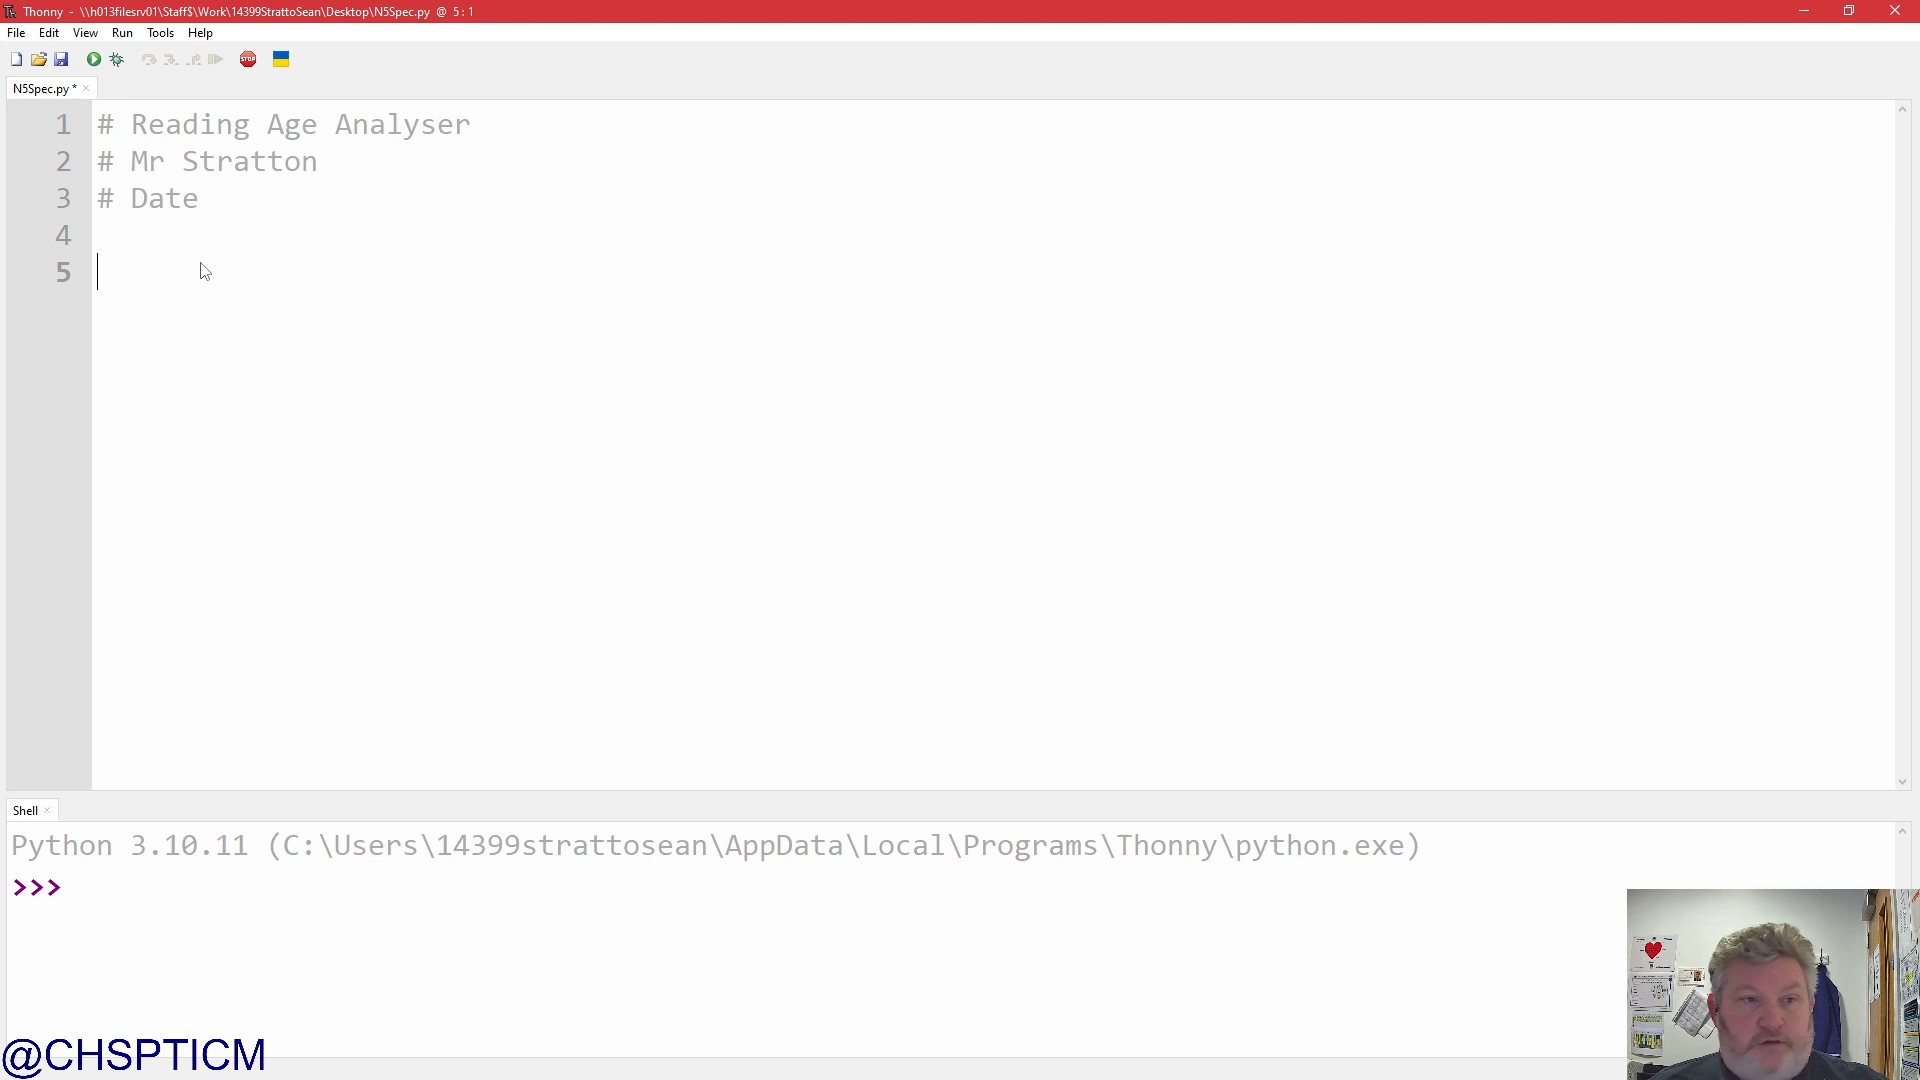 Thonny - \\h013filesrv01\Staff$\Work\14399StrattoSean\Desktop\N5Spec.py @ 5 : 1
File Edit View Run Tools Help
STOP
N5Spec.py *
1 # Reading Age Analyser
2 # Mr Stratton
3 # Date
4
5
Shell
Python 3.10.11 (C:\Users\14399strattosean\AppData\Local\Programs\Thonny\python.exe)
>>>
@CHSPTICM